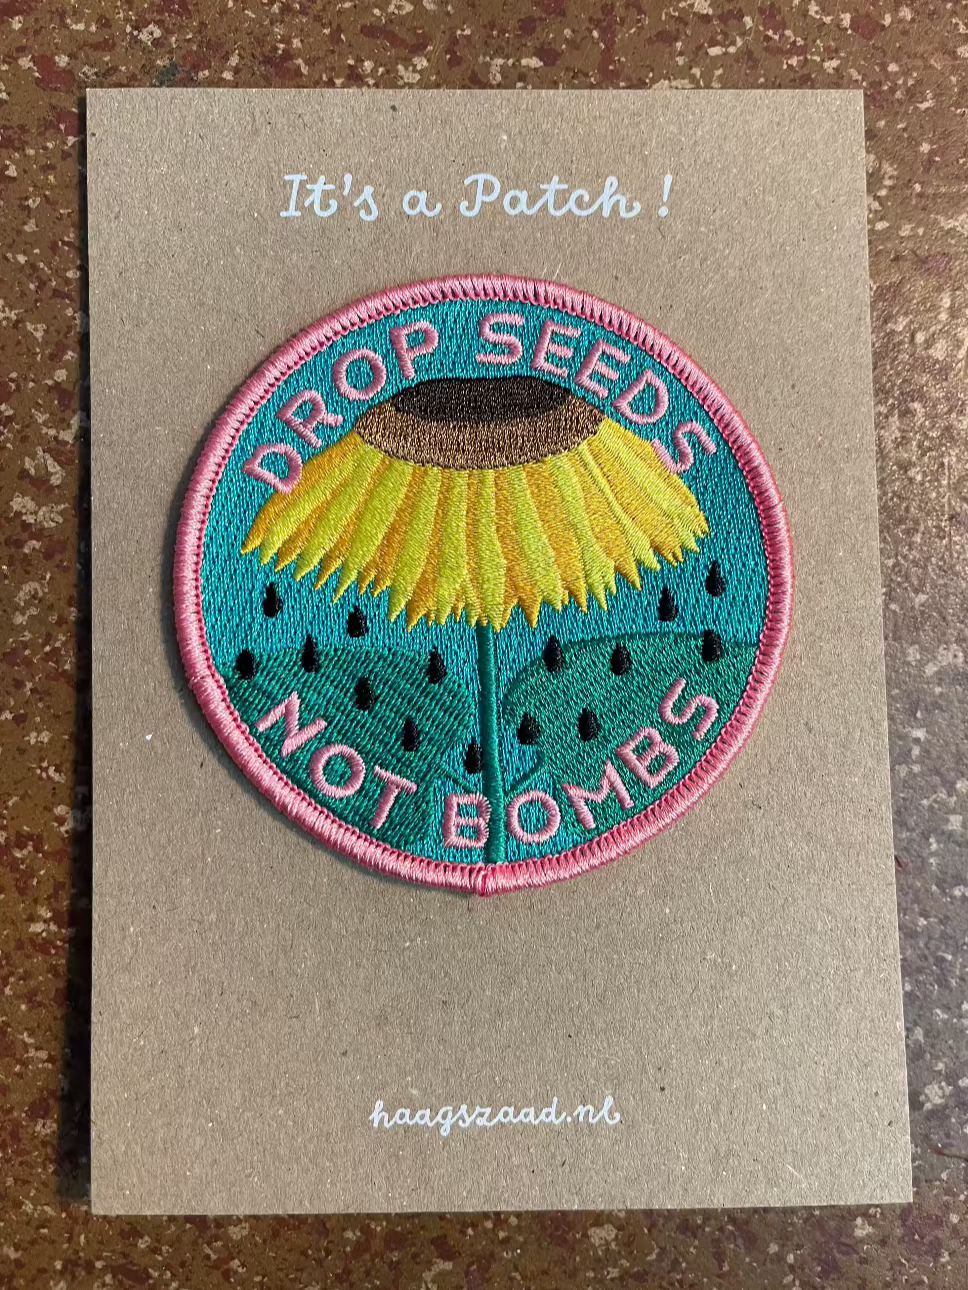 It's a Patch !
DROP SEEDS
NOT BOMBS
haagszaad.nl